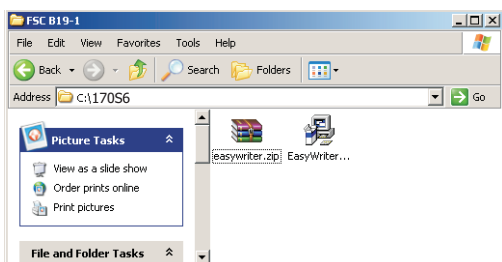 FSC B19-1
File Edit View Favorites Tools Help
Back Search Folders
Address C:\170S6 Go
Picture Tasks
View as a slide show
Order prints online
Print pictures
File and Folder Tasks
easywriter.zip EasyWriter...